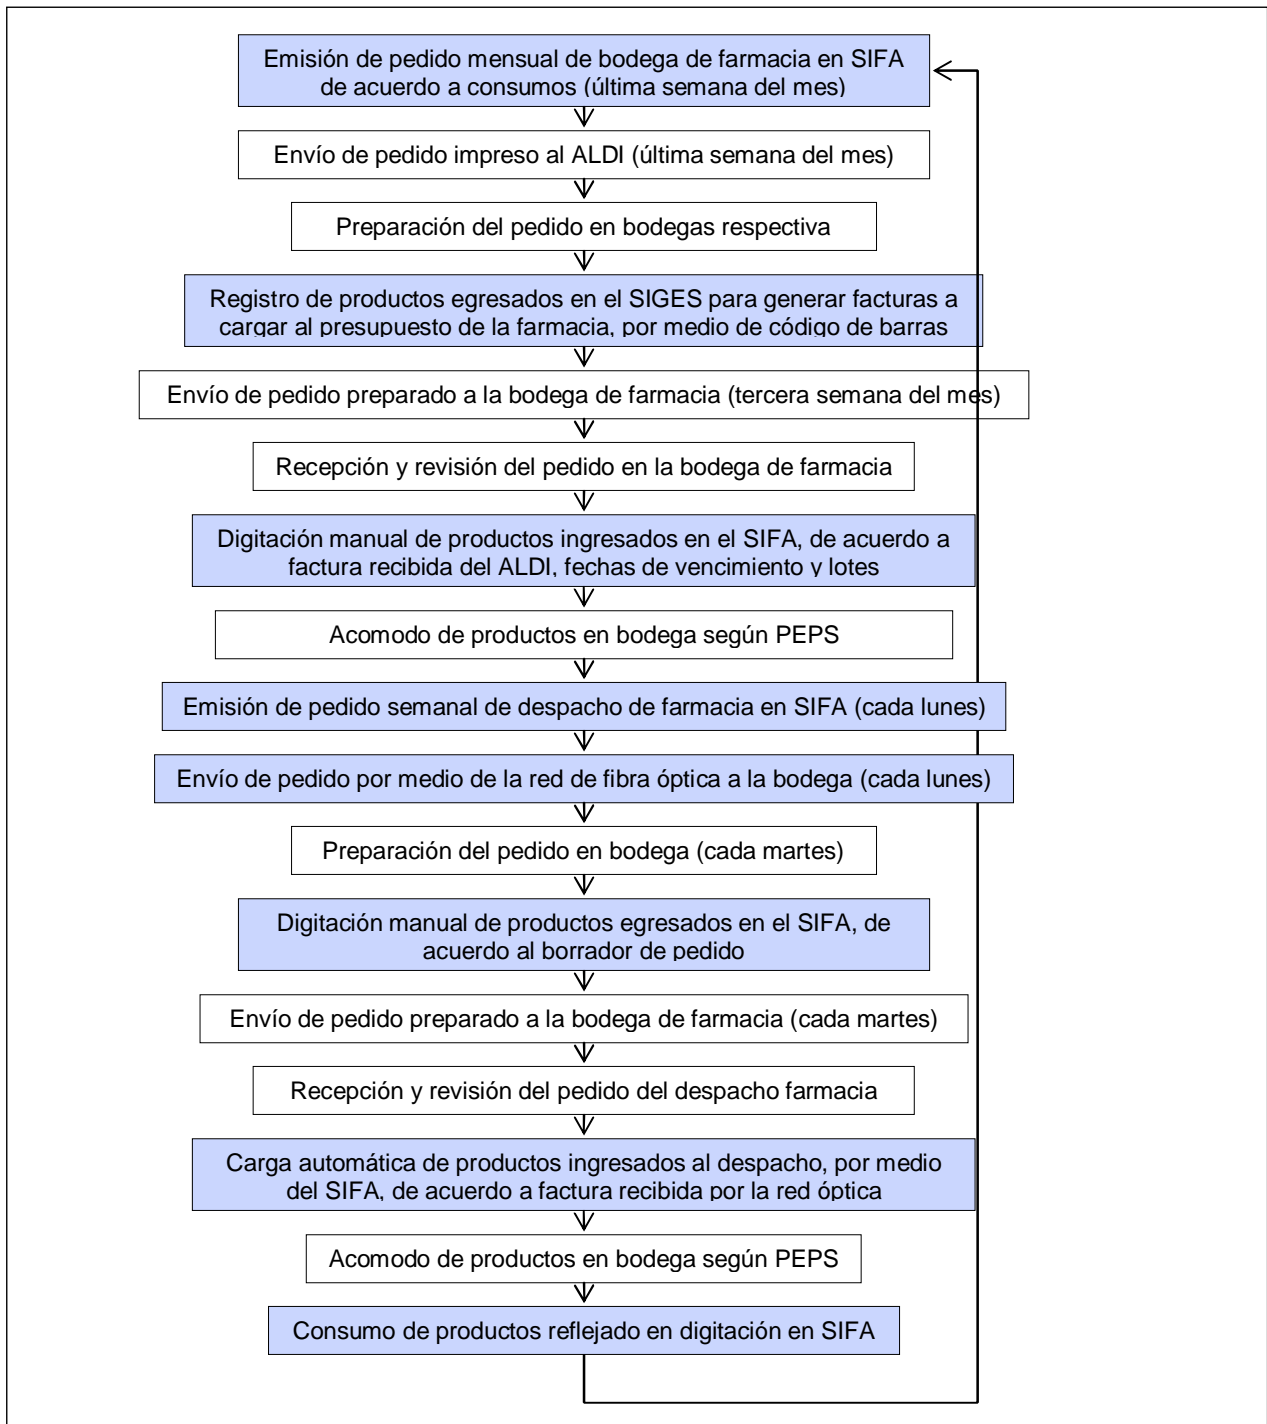 Emisión de pedido mensual de bodega de farmacia en SIFA
de acuerdo a consumos (última semana del mes)
Envío de pedido impreso al ALDI (última semana del mes)
Preparación del pedido en bodegas respectiva
Registro de productos egresados en el SIGES para generar facturas a
cargar al presupuesto de la farmacia, por medio de código de barras
Envío de pedido preparado a la bodega de farmacia (tercera semana del mes)
Recepción y revisión del pedido en la bodega de farmacia
Digitación manual de productos ingresados en el SIFA, de acuerdo a
factura recibida del ALDI, fechas de vencimiento y lotes
Acomodo de productos en bodega según PEPS
Emisión de pedido semanal de despacho de farmacia en SIFA (cada lunes)
Envío de pedido por medio de la red de fibra óptica a la bodega (cada lunes)
Preparación del pedido en bodega (cada martes)
Digitación manual de productos egresados en el SIFA, de
acuerdo al borrador de pedido
Envío de pedido preparado a la bodega de farmacia (cada martes)
Recepción y revisión del pedido del despacho farmacia
Carga automática de productos ingresados al despacho, por medio
del SIFA, de acuerdo a factura recibida por la red óptica
Acomodo de productos en bodega según PEPS
Consumo de productos reflejado en digitación en SIFA